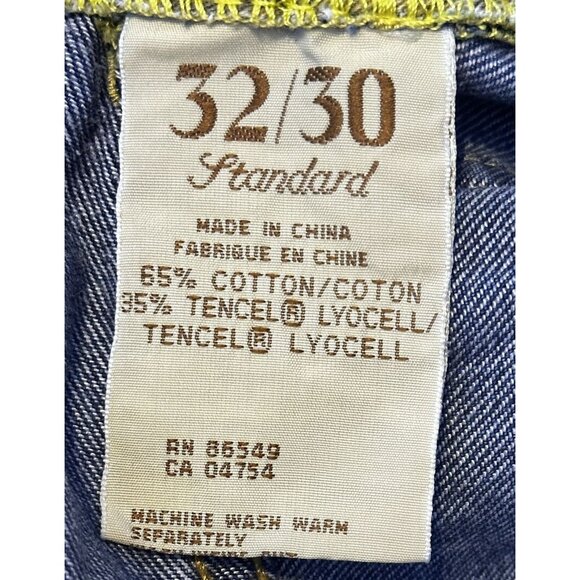 32/30
Standard
MADE IN CHINA
FABRIQUE EN CHINE
65% COTTON/COTON
35% TENCEL® LYOCELL/
TENCEL® LYOCELL
RN 86549
CA 04754
MACHINE WASH WARM
SEPARATELY